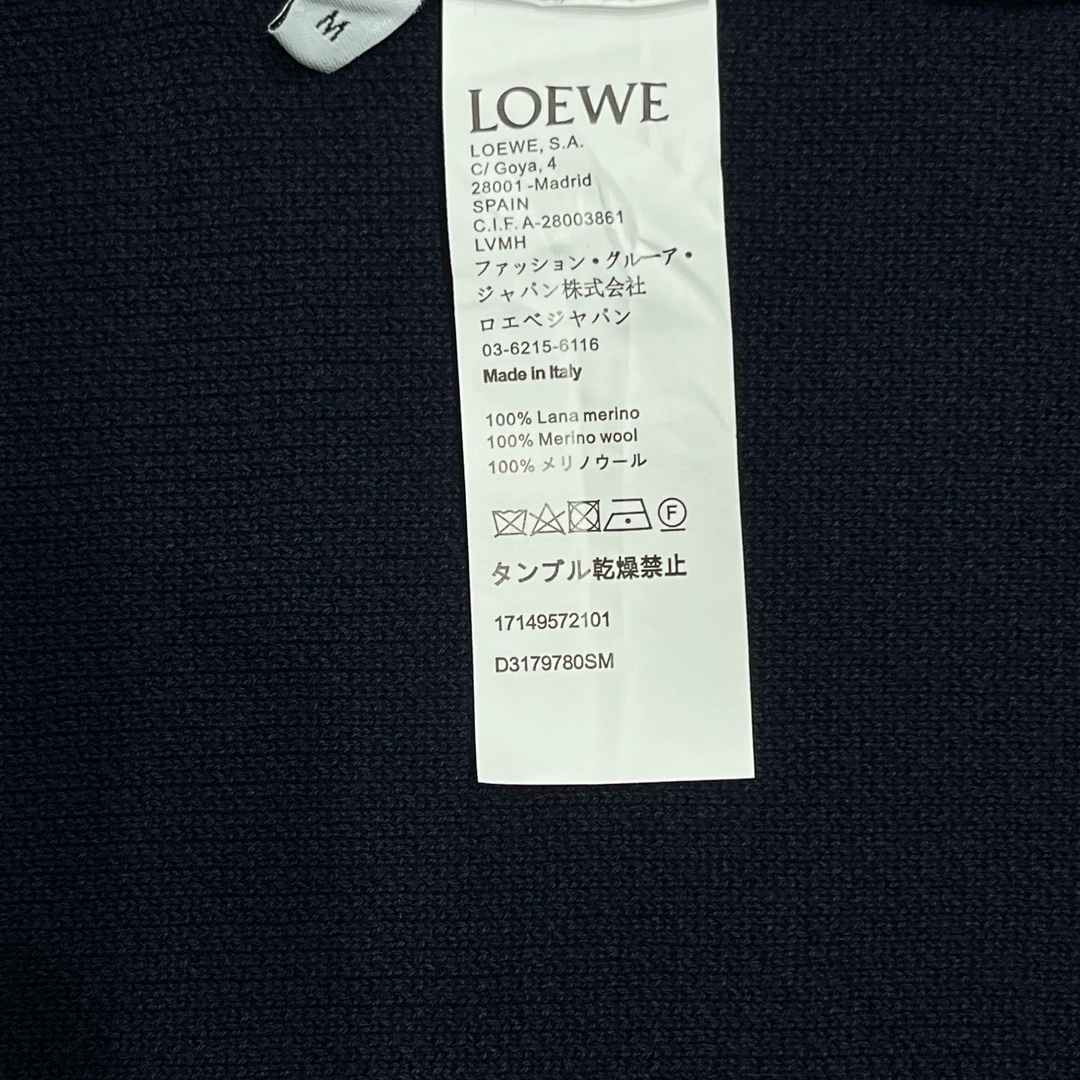 M
LOEWE
LOEWE, S.A.
C/ Goya, 4
28001 -Madrid
SPAIN
C.I.F. A-28003861
LVMH
ファッション・グルーア・
ジャパン株式会社
ロエベジャパン
03-6215-6116
Made in Italy
100% Lana merino
100% Merino wool
100% メリノウール
F
タンブル乾燥禁止
17149572101
D3179780SM